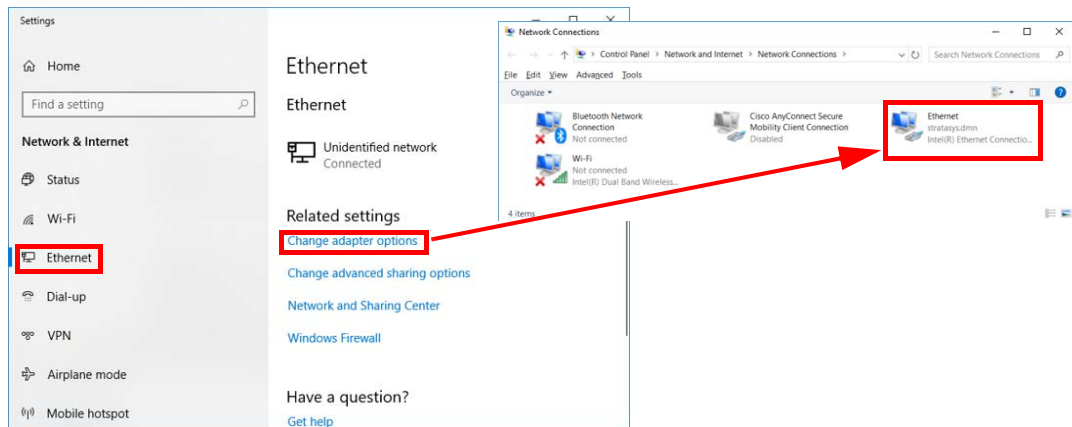 Settings
Home
Find a setting
Network & Internet
Status
Wi-Fi
Ethernet
Dial-up
VPN
Airplane mode
Mobile hotspot
Ethernet
Ethernet
Unidentified network
Connected
Related settings
Change adapter options
Change advanced sharing options
Network and Sharing Center
Windows Firewall
Have a question?
Get help
Network Connections
Control Panel > Network and Internet > Network Connections >
Search Network Connections
File Edit View Advanced Tools
Organize
Bluetooth Network
Connection
Not connected
Cisco AnyConnect Secure
Mobility Client Connection
Disabled
Ethernet
stratasys.dmn
Intel(R) Ethernet Connectio...
Wi-Fi
Not connected
Intel(R) Dual Band Wireless...
4 items